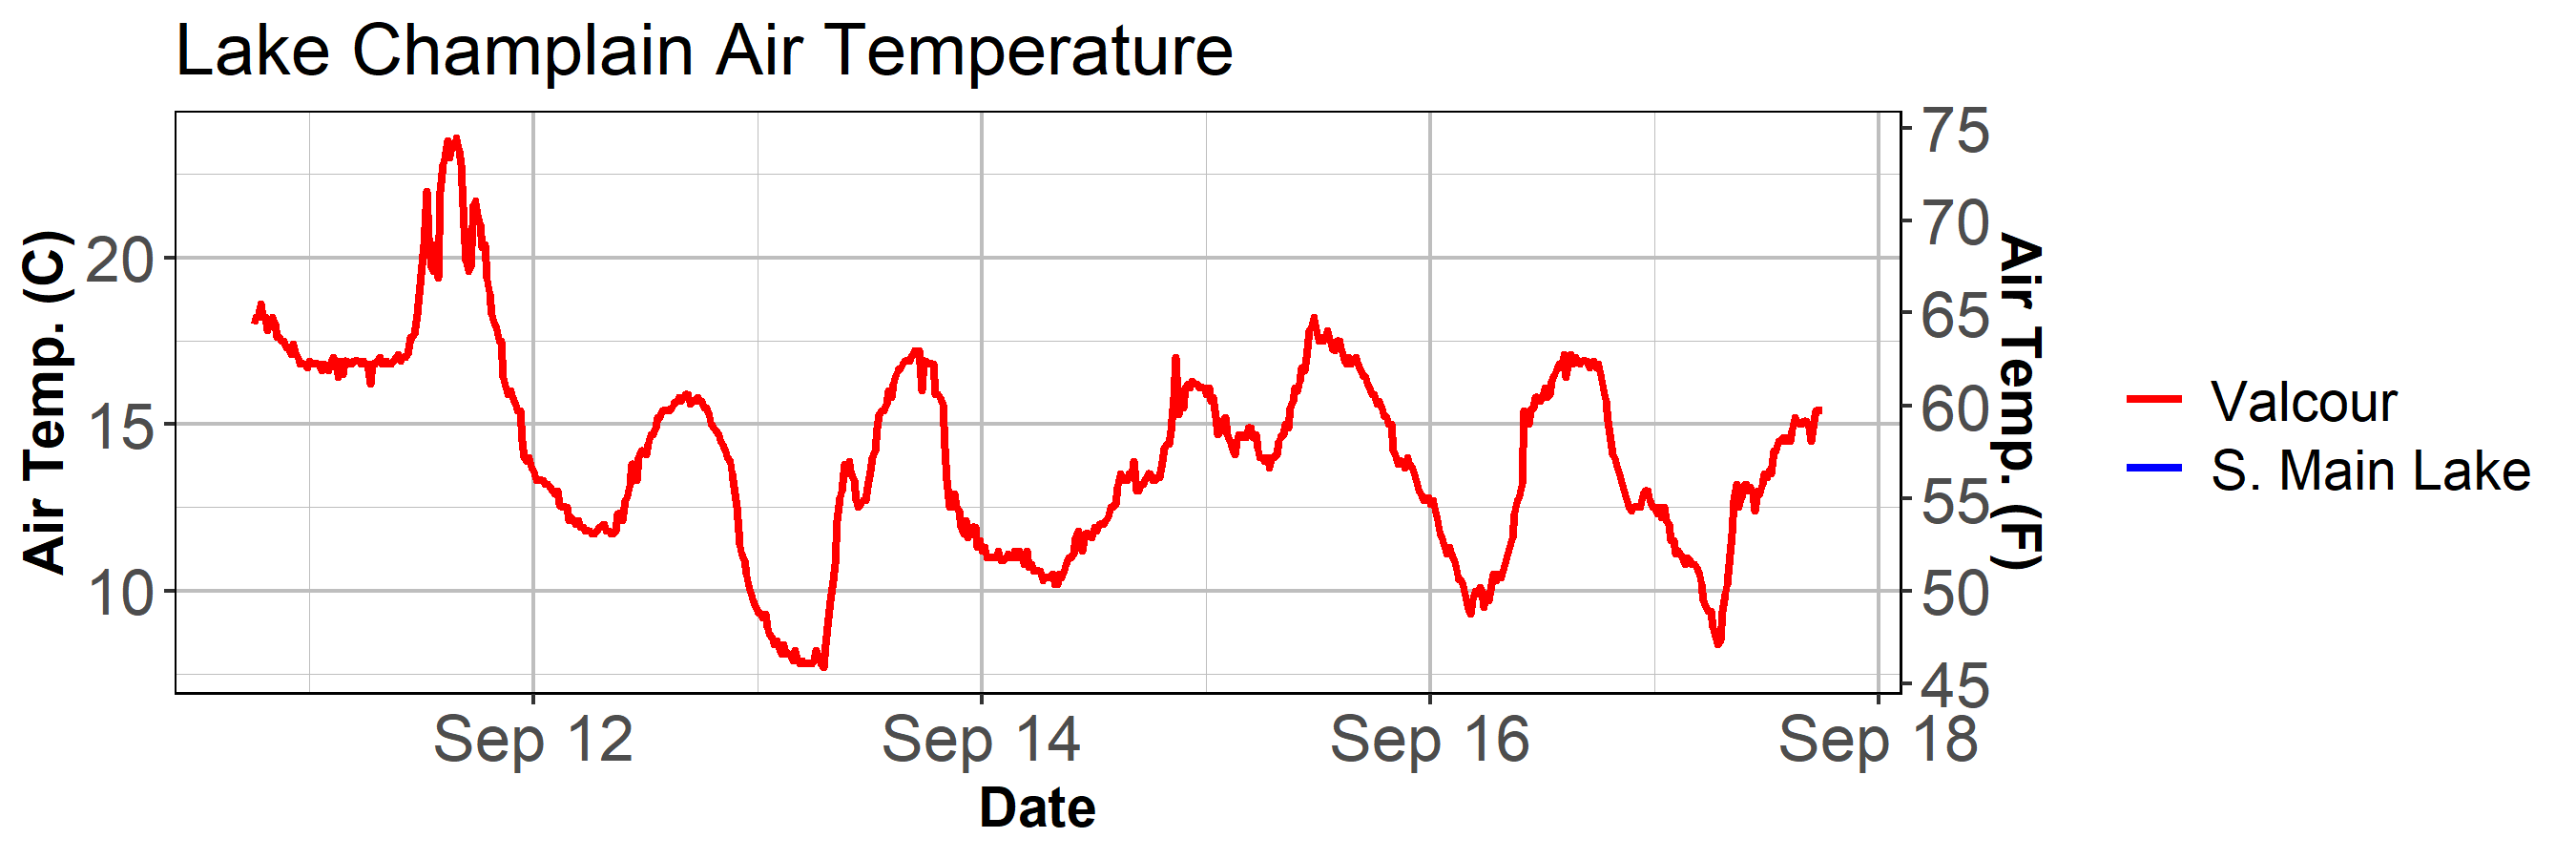 Lake Champlain Air Temperature
Air Temp. (C)
20
15
10
75
70
65
60
55
50
45
Air Temp. (F)
Sep 12
Sep 14
Sep 16
Sep 18
Date
Valcour
S. Main Lake